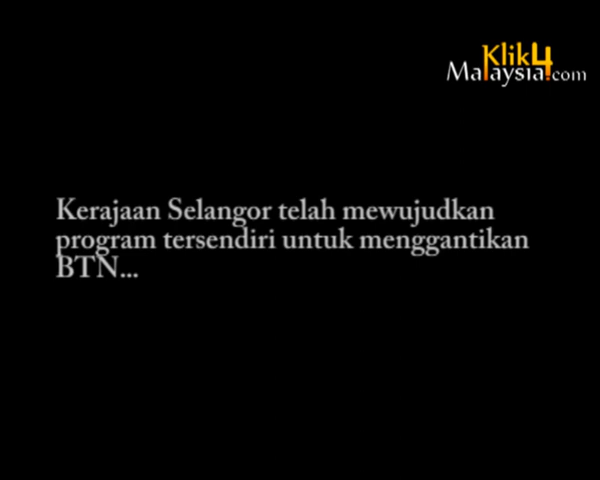 Klik4
Malaysia.com
Kerajaan Selangor telah mewujudkan
program tersendiri untuk menggantikan
BTN...